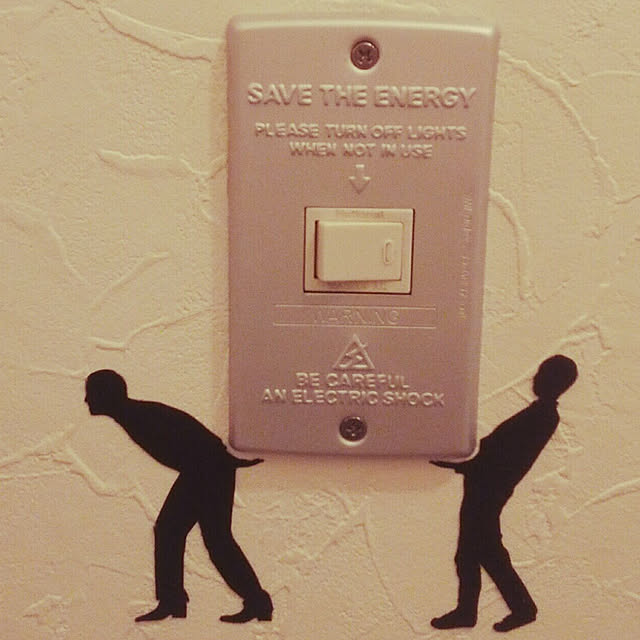 SAVE THE ENERGY
PLEASE TURN OFF LIGHTS
WHEN NOT IN USE
WARNING
BE CAREFUL
AN ELECTRIC SHOCK